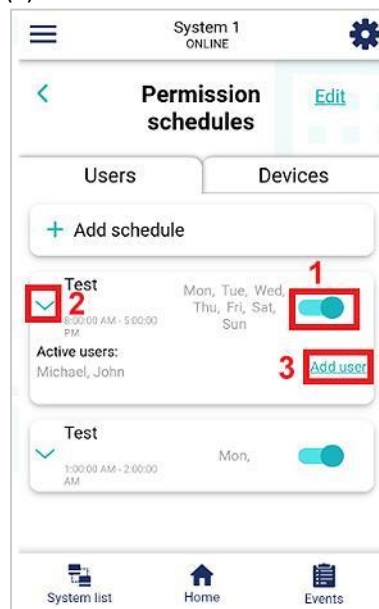 System 1
ONLINE
Permission
schedules
Edit
Users
Devices
+ Add schedule
1
Test
2
Mon, Tue, Wed,
Thu, Fri, Sat,
Sun
8:00:00 AM - 5:00:00
PM
Active users:
Michael, John
3
Add user
Test
1:00:00 AM - 2:00:00
AM
Mon,
System list
Home
Events